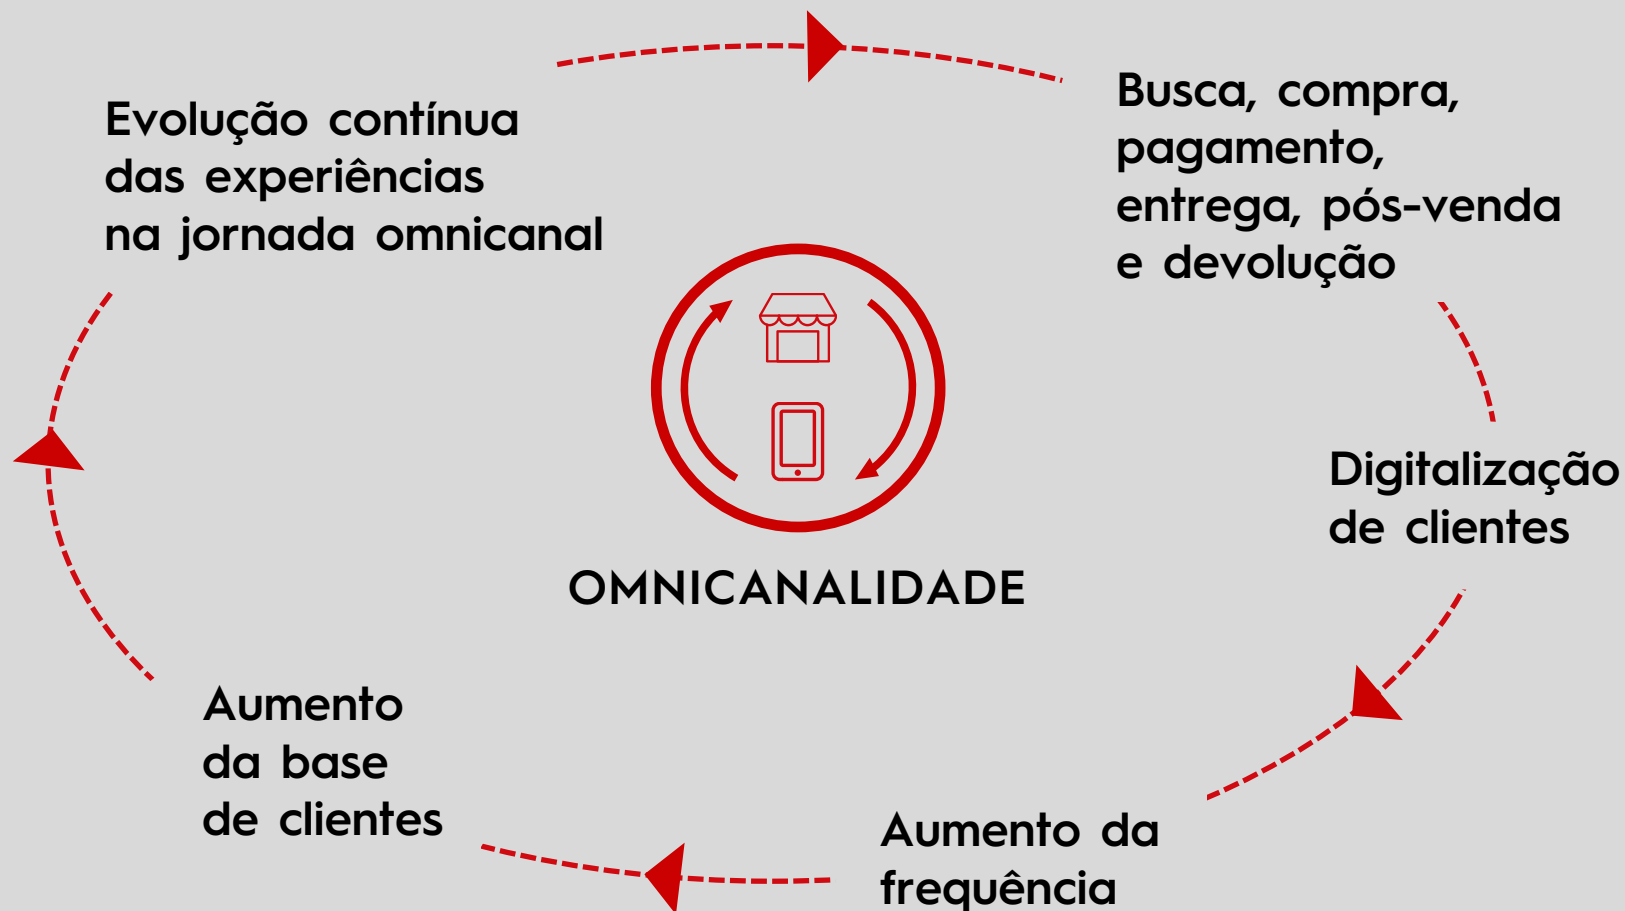 Evolução contínua
das experiências
na jornada omnicanal
Busca, compra,
pagamento,
entrega, pós-venda
e devolução
Digitalização
de clientes
Aumento da
frequência
Aumento
da base
de clientes
OMNICANALIDADE